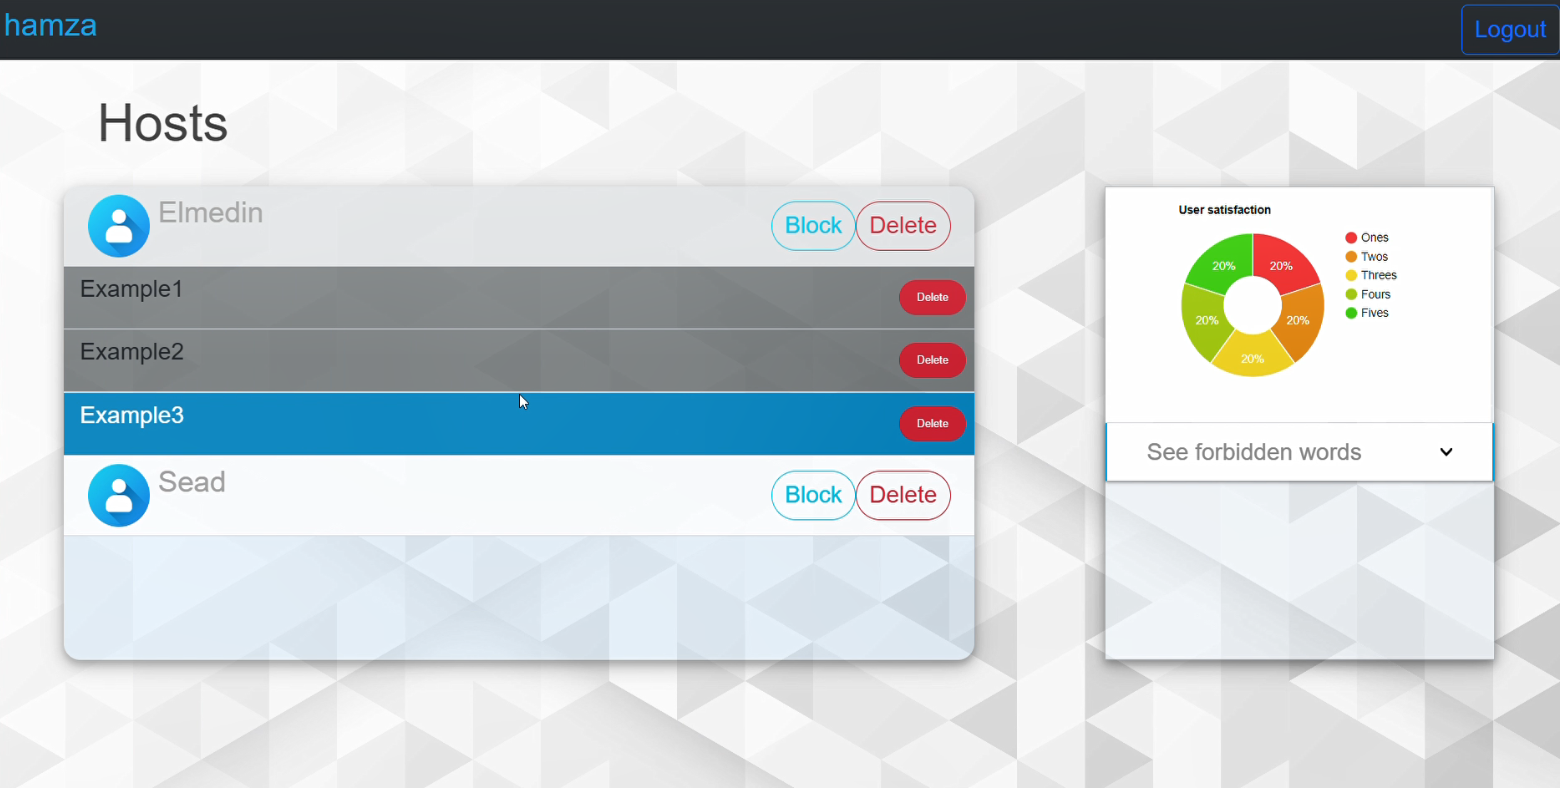 hamza
Logout
Hosts
Elmedin
Block
Delete
Example1
Delete
Example2
Delete
Example3
Delete
Sead
Block
Delete
User satisfaction
20%
20%
20%
20%
20%
Ones
Twos
Threes
Fours
Fives
See forbidden words